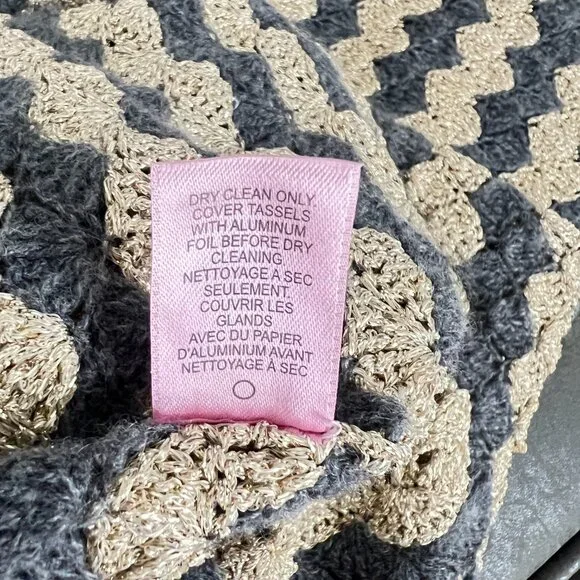 DRY CLEAN ONLY
COVER TASSELS
WITH ALUMINUM
FOIL BEFORE DRY
CLEANING
NETTOYAGE À SEC
SEULEMENT.
COUVRIR LES
GLANDS
AVEC DU PAPIER
D'ALUMINIUM AVANT
NETTOYAGE À SEC